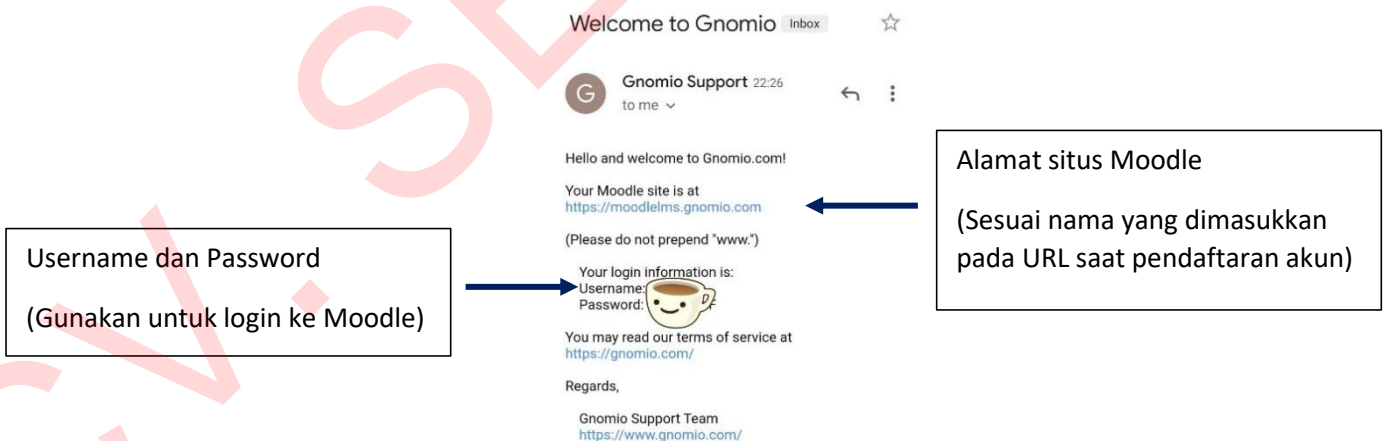 Welcome to Gnomio Inbox
G
Gnomio Support 22:26
to me
Hello and welcome to Gnomio.com!
Your Moodle site is at
https://moodlelms.gnomio.com
(Please do not prepend "www.")
Your login information is:
Username:
Password:
You may read our terms of service at
https://gnomio.com/
Regards,
Gnomio Support Team
https://www.gnomio.com/
Alamat situs Moodle
(Sesuai nama yang dimasukkan
pada URL saat pendaftaran akun)
Username dan Password
(Gunakan untuk login ke Moodle)
CV. SE